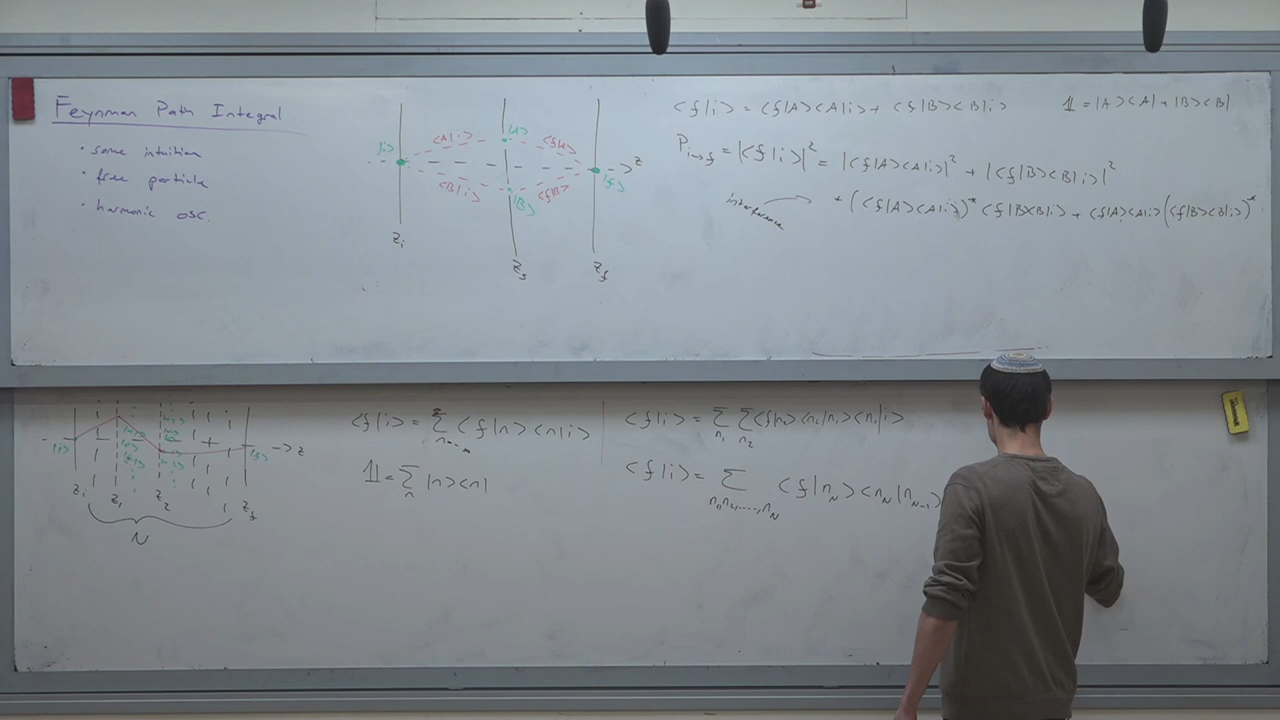 Feynman Path Integral
• some intuition
• free particle
• harmonic osc.
|i>
<A|i>
|A>
<f|A>
<B|i>
|B>
<f|B>
|f>
z
z_i
z_s
z_f
<f|i> = <f|A><A|i> + <f|B><B|i>
𝟙 = |A><A| + |B><B|
P_{i→f} = |<f|i>|² = |<f|A><A|i>|² + |<f|B><B|i>|²
interference
+ (<f|A><A|i>)* <f|B><B|i> + <f|A><A|i> (<f|B><B|i>)*
|i>
|f>
z
z_i
z_1
z_2
z_f
N
<f|i> = Σ <f|n><n|i>
𝟙 = Σ_n |n><n|
<f|i> = Σ_{n_1} Σ_{n_2} <f|n_2><n_2|n_1><n_1|i>
<f|i> = Σ_{n_1,n_2,....,n_N} <f|n_N><n_N|n_{N-1}>